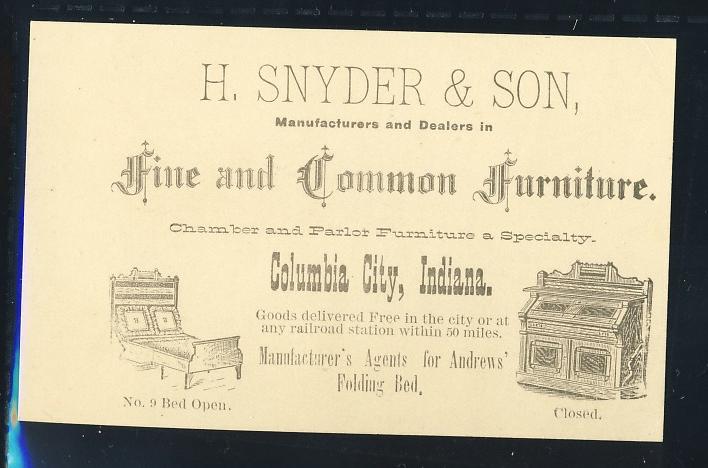 H. SNYDER & SON,
Manufacturers and Dealers in
Fine and Common Furniture.
Chamber and Parlor Furniture a Specialty.
Columbia City, Indiana.
Goods delivered Free in the city or at
any railroad station within 50 miles.
Manufacturer's Agents for Andrews'
Folding Bed.
No. 9 Bed Open.
Closed.